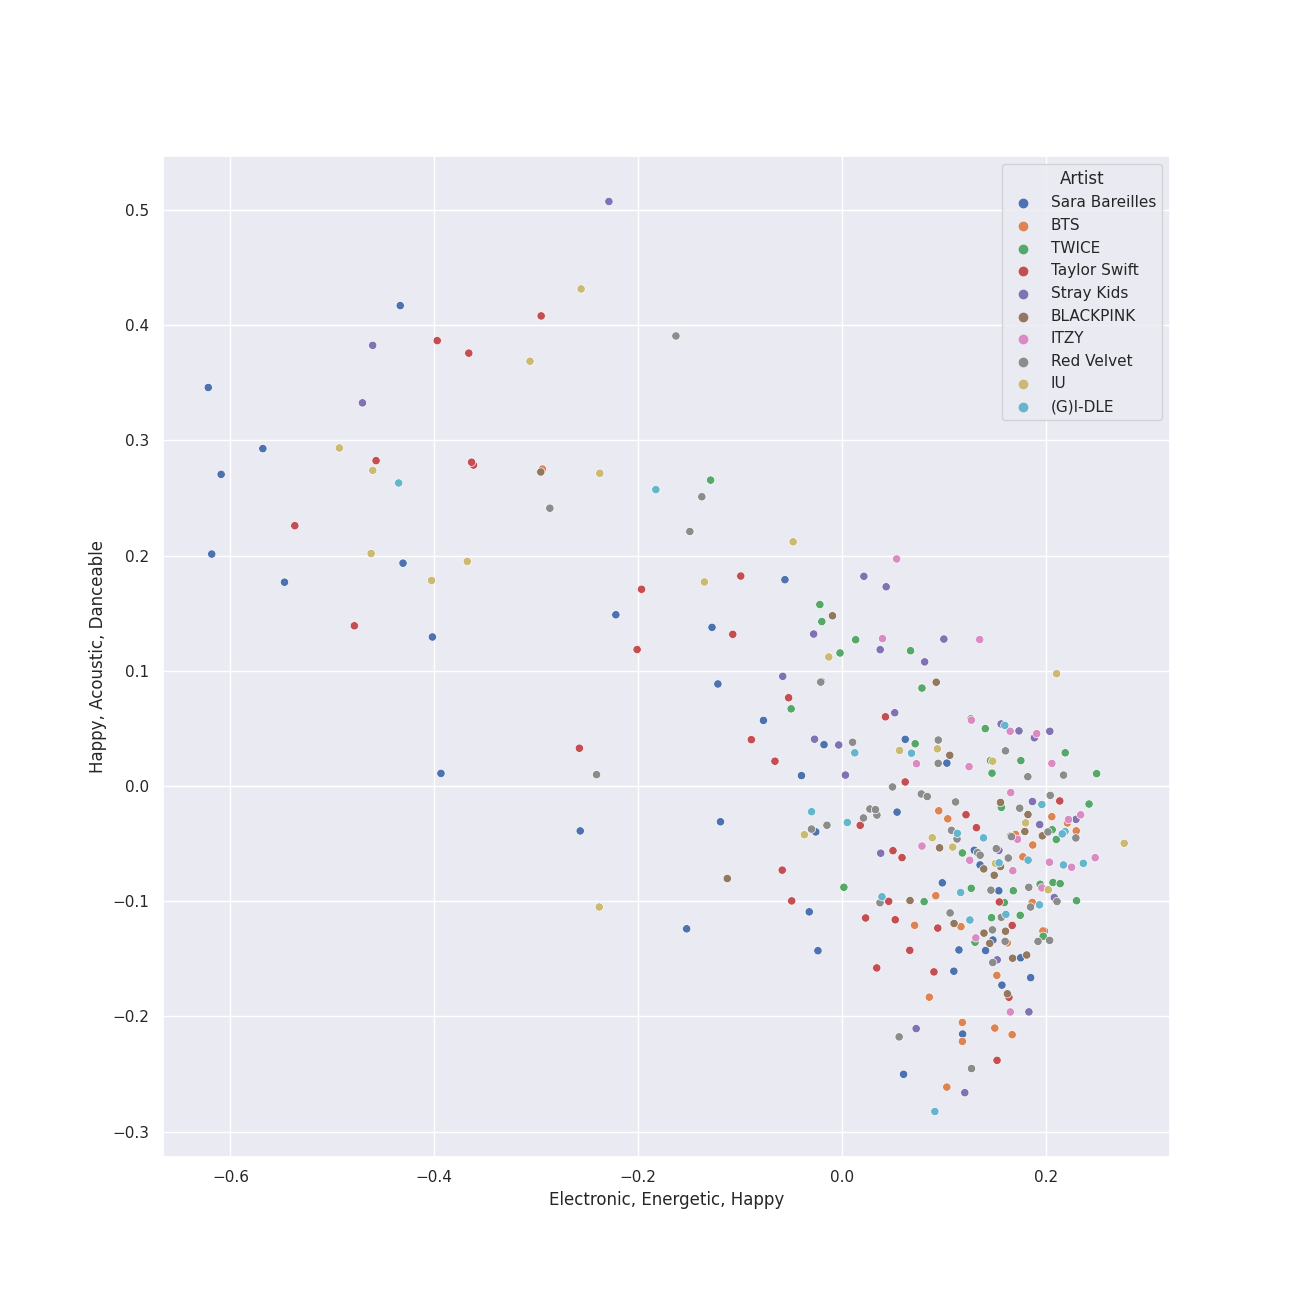 Artist
Sara Bareilles
BTS
TWICE
Taylor Swift
Stray Kids
BLACKPINK
ITZY
Red Velvet
IU
(G)I-DLE
0.5
0.4
0.3
0.2
0.1
0.0
−0.1
−0.2
−0.3
Happy, Acoustic, Danceable
−0.6
−0.4
−0.2
0.0
0.2
Electronic, Energetic, Happy